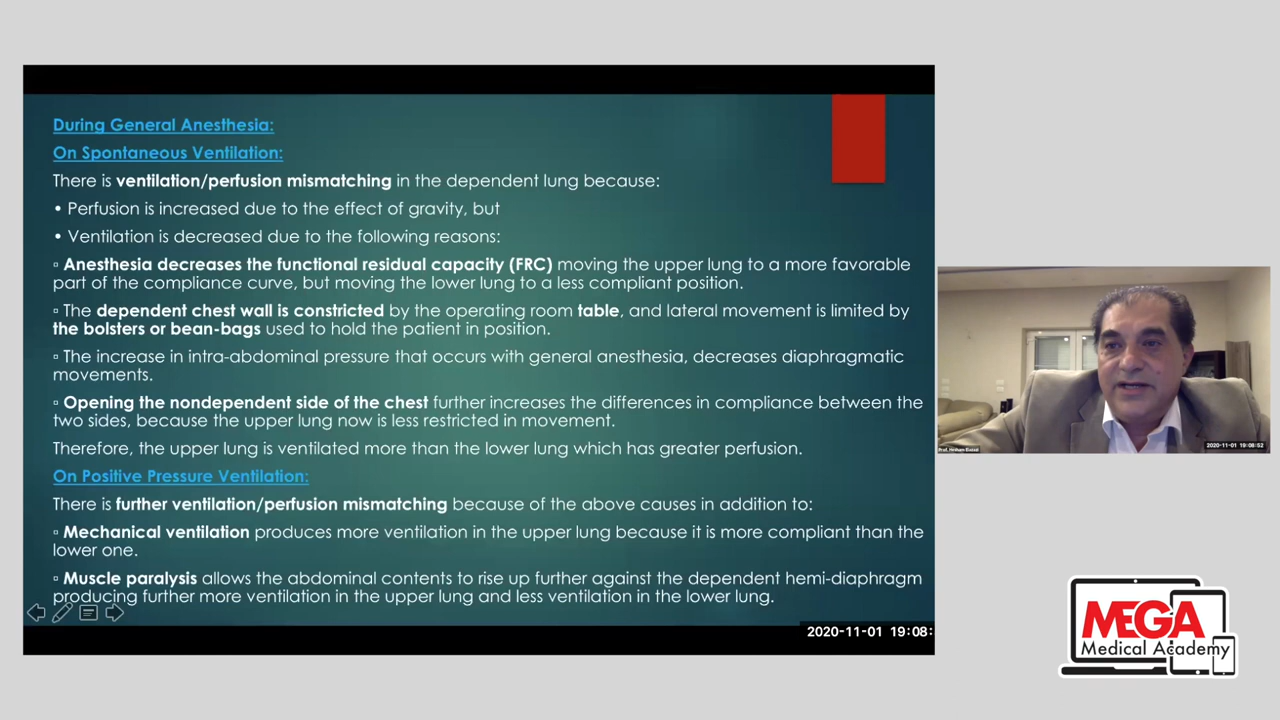 During General Anesthesia:
On Spontaneous Ventilation:
There is ventilation/perfusion mismatching in the dependent lung because:
• Perfusion is increased due to the effect of gravity, but
• Ventilation is decreased due to the following reasons:
▫ Anesthesia decreases the functional residual capacity (FRC) moving the upper lung to a more favorable
part of the compliance curve, but moving the lower lung to a less compliant position.
▫ The dependent chest wall is constricted by the operating room table, and lateral movement is limited by
the bolsters or bean-bags used to hold the patient in position.
▫ The increase in intra-abdominal pressure that occurs with general anesthesia, decreases diaphragmatic
movements.
▫ Opening the nondependent side of the chest further increases the differences in compliance between the
two sides, because the upper lung now is less restricted in movement.
Therefore, the upper lung is ventilated more than the lower lung which has greater perfusion.
On Positive Pressure Ventilation:
There is further ventilation/perfusion mismatching because of the above causes in addition to:
▫ Mechanical ventilation produces more ventilation in the upper lung because it is more compliant than the
lower one.
▫ Muscle paralysis allows the abdominal contents to rise up further against the dependent hemi-diaphragm
producing further more ventilation in the upper lung and less ventilation in the lower lung.
2020-11-01 19:08:
2020-11-01 19:08:52
MEGA
Medical Academy